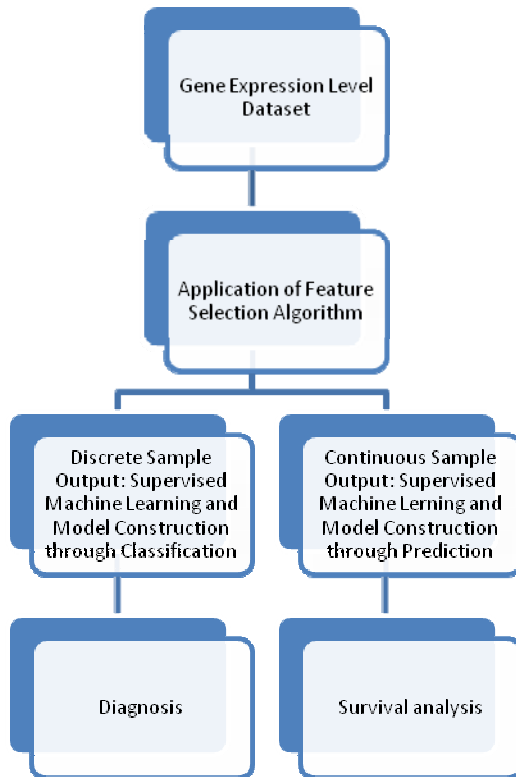 Gene Expression Level
Dataset
Application of Feature
Selection Algorithm
Discrete Sample
Output: Supervised
Machine Learning and
Model Construction
through Classification
Continuous Sample
Output: Supervised
Machine Lerning and
Model Construction
through Prediction
Diagnosis
Survival analysis